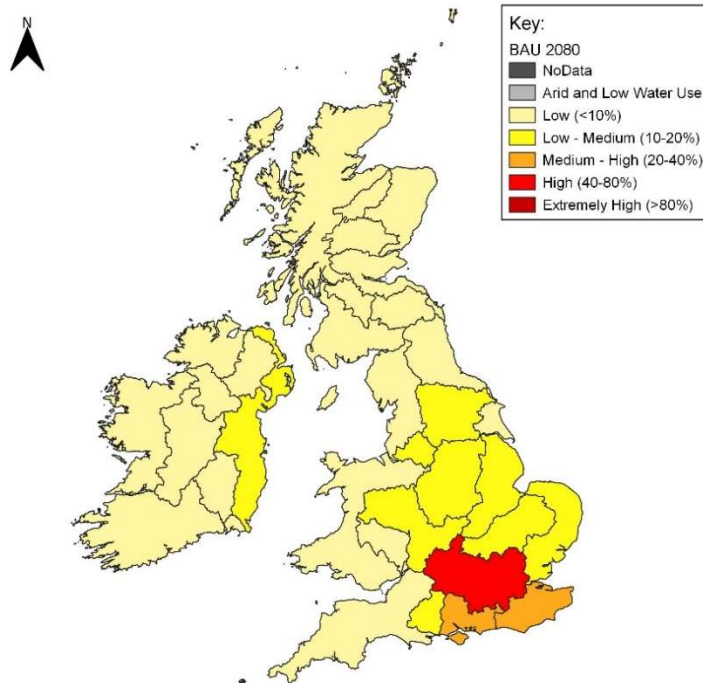 N
Key:
BAU 2080
NoData
Arid and Low Water Use
Low (<10%)
Low - Medium (10-20%)
Medium - High (20-40%)
High (40-80%)
Extremely High (>80%)